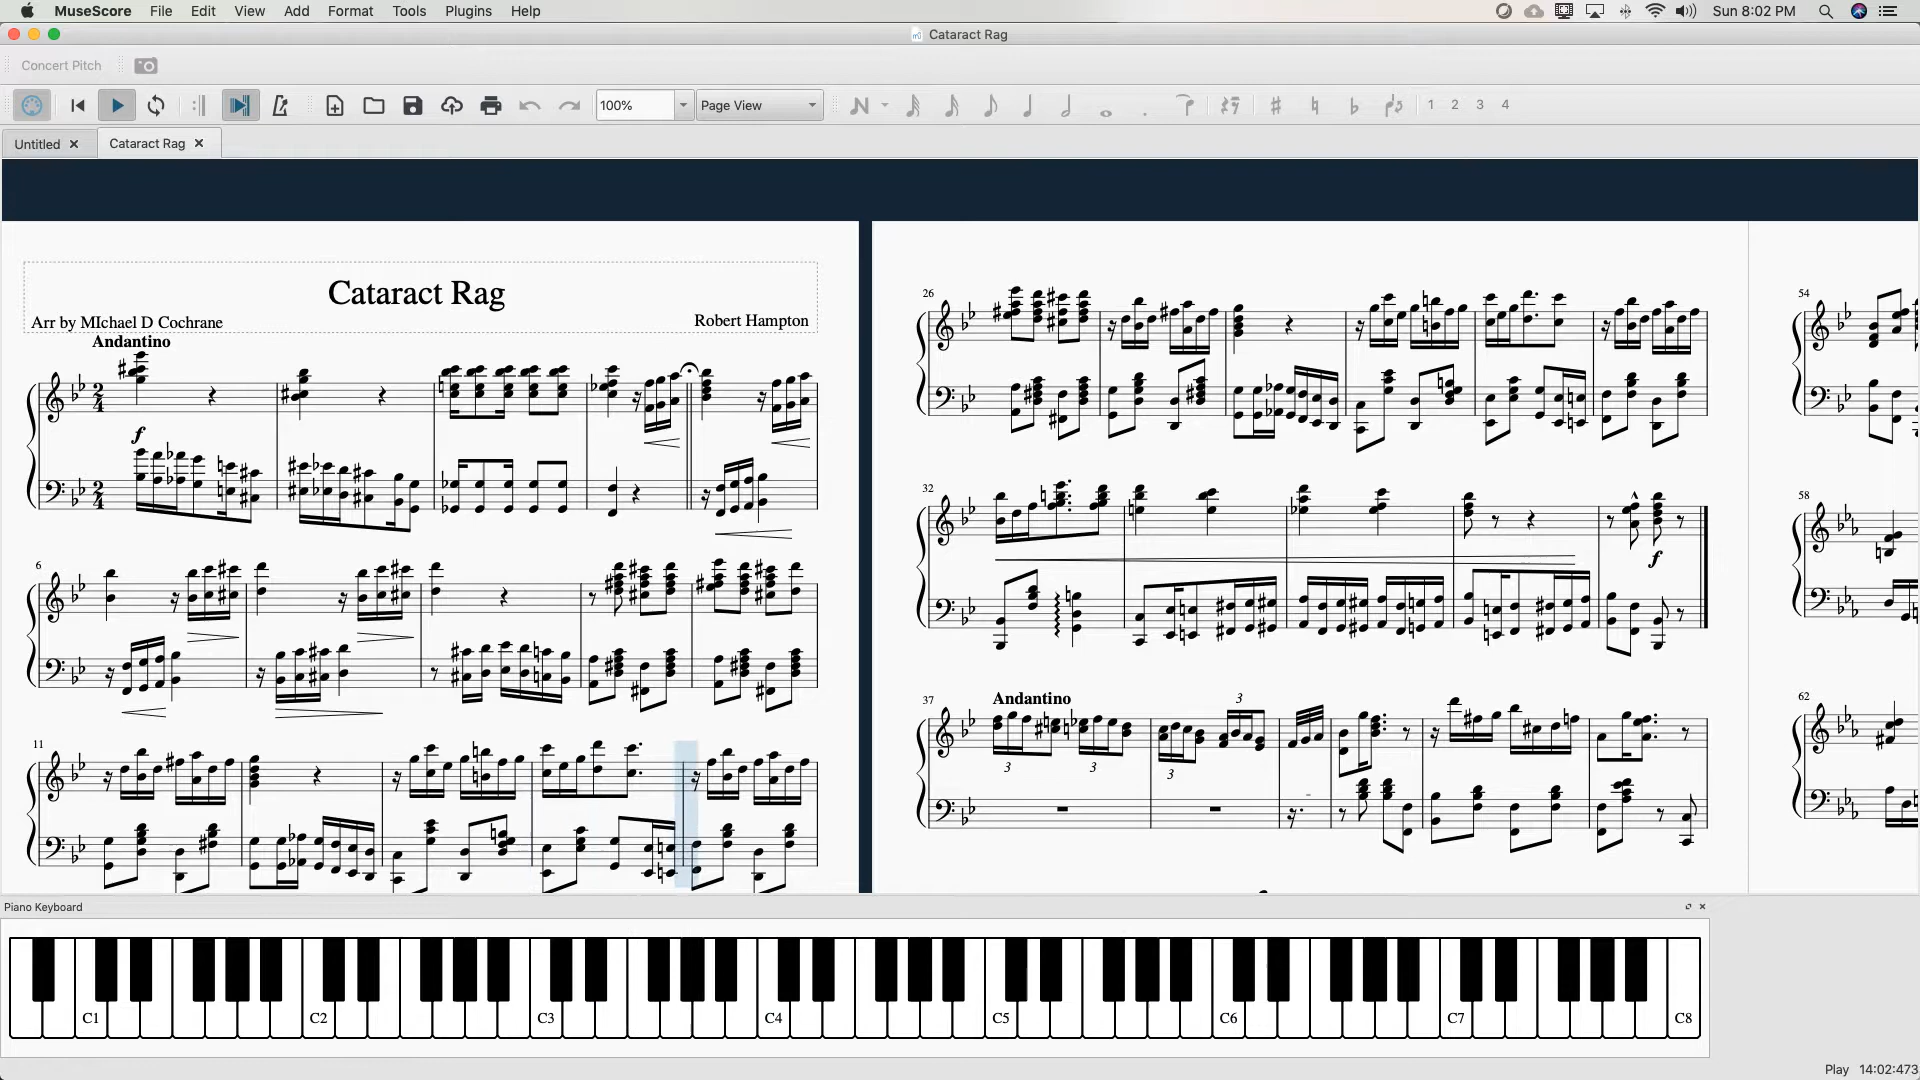 MuseScore File Edit View Add Format Tools Plugins Help Sun 8:02 PM
Cataract Rag
Concert Pitch
100% Page View 1 2 3 4
Untitled Cataract Rag
Cataract Rag
Arr by MIchael D Cochrane Robert Hampton
Andantino
f
6
11
26
32
f
37 Andantino
3 3 3 3
54
58
62
Piano Keyboard
C1 C2 C3 C4 C5 C6 C7 C8
Play 14:02:473